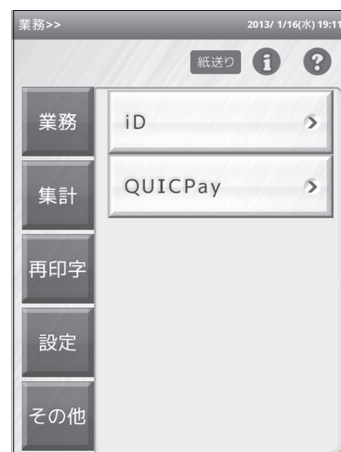 業務>> 2013/ 1/16(水) 19:11
紙送り i ?
業務
iD
集計
QUICPay
再印字
設定
その他